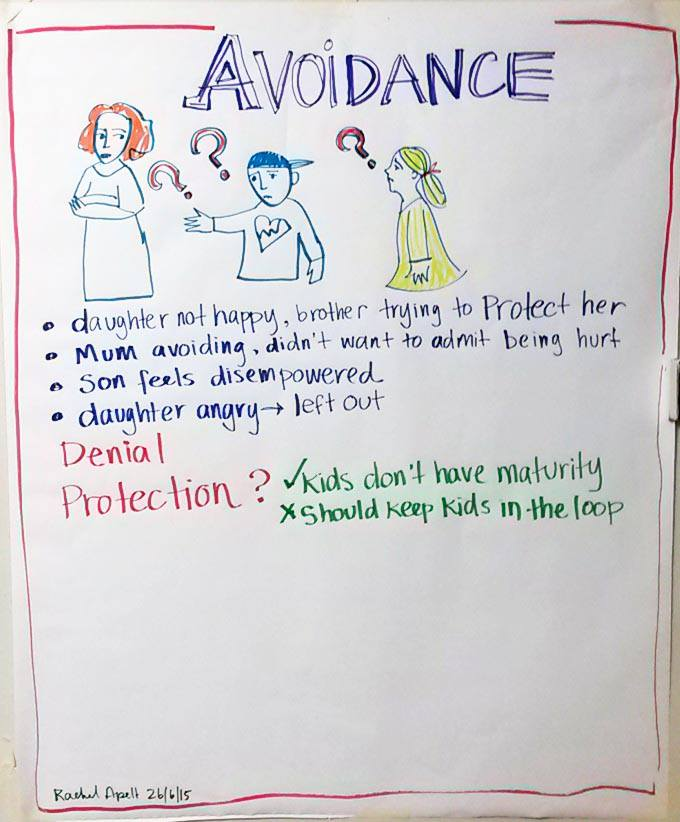 AVOIDANCE
? ? ?
• daughter not happy, brother trying to Protect her
• Mum avoiding, didn't want to admit being hurt
• Son feels disempowered
• daughter angry → left out
Denial
Protection ? ✓Kids don't have maturity
x Should keep kids in the loop
Rachel Apelt 26/6/15